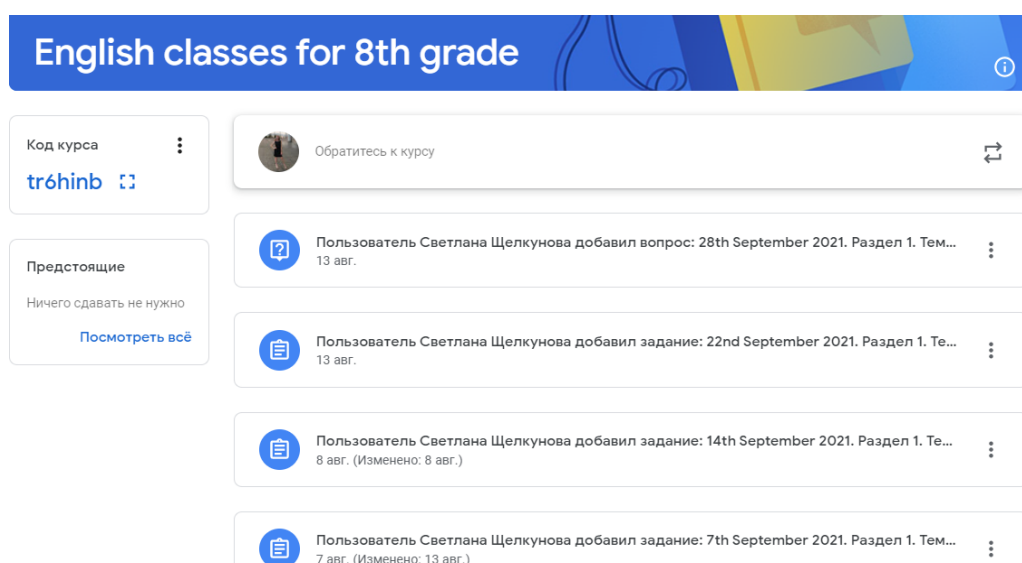 English classes for 8th grade
Код курса
tr6hinb
Предстоящие
Ничего сдавать не нужно
Посмотреть всё
Обратитесь к курсу
Пользователь Светлана Щелкунова добавил вопрос: 28th September 2021. Раздел 1. Тем...
13 авг.
Пользователь Светлана Щелкунова добавил задание: 22nd September 2021. Раздел 1. Те...
13 авг.
Пользователь Светлана Щелкунова добавил задание: 14th September 2021. Раздел 1. Те...
8 авг. (Изменено: 8 авг.)
Пользователь Светлана Щелкунова добавил задание: 7th September 2021. Раздел 1. Тем...
7 авг. (Изменено: 13 авг.)